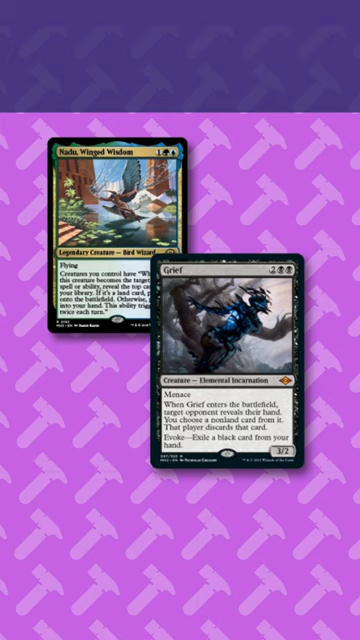 Nadu, Winged Wisdom 1
Legendary Creature — Bird Wizard
Flying
Creatures you control have "Wh
this creature becomes the target
spell or ability, reveal the top car
your library. If it's a land card, p
onto the battlefield. Otherwise,
into your hand. This ability trig
twice each turn."
Grief 2
Creature — Elemental Incarnation
Menace
When Grief enters the battlefield,
target opponent reveals their hand.
You choose a nonland card from it.
That player discards that card.
Evoke—Exile a black card from your
hand.
3/2